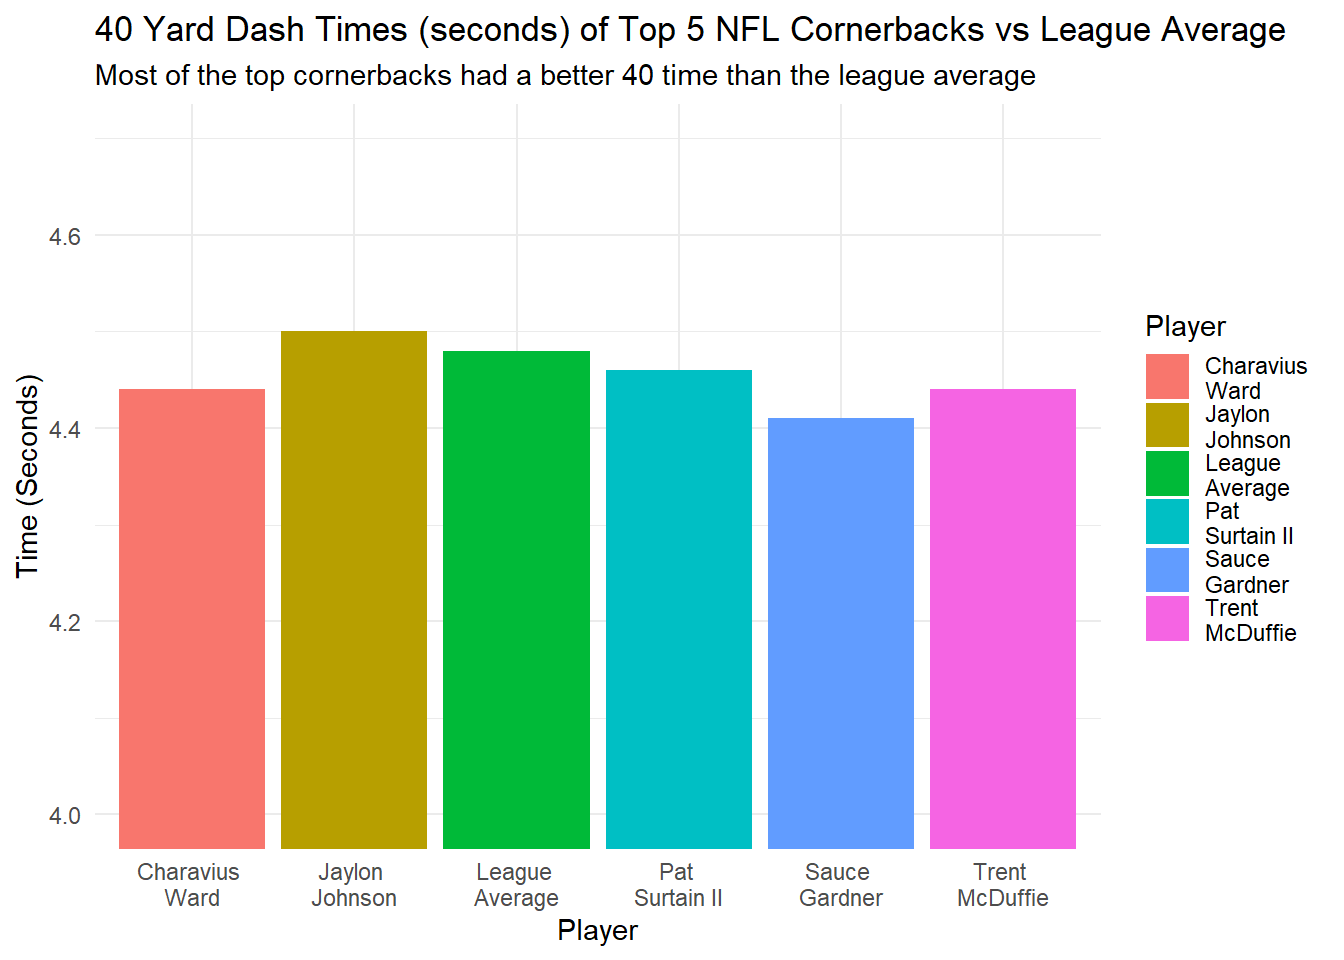 40 Yard Dash Times (seconds) of Top 5 NFL Cornerbacks vs League Average
Most of the top cornerbacks had a better 40 time than the league average
Time (Seconds)
4.6
4.4
4.2
4.0
Charavius
Ward
Jaylon
Johnson
League
Average
Pat
Surtain II
Sauce
Gardner
Trent
McDuffie
Player
Player
Charavius
Ward
Jaylon
Johnson
League
Average
Pat
Surtain II
Sauce
Gardner
Trent
McDuffie